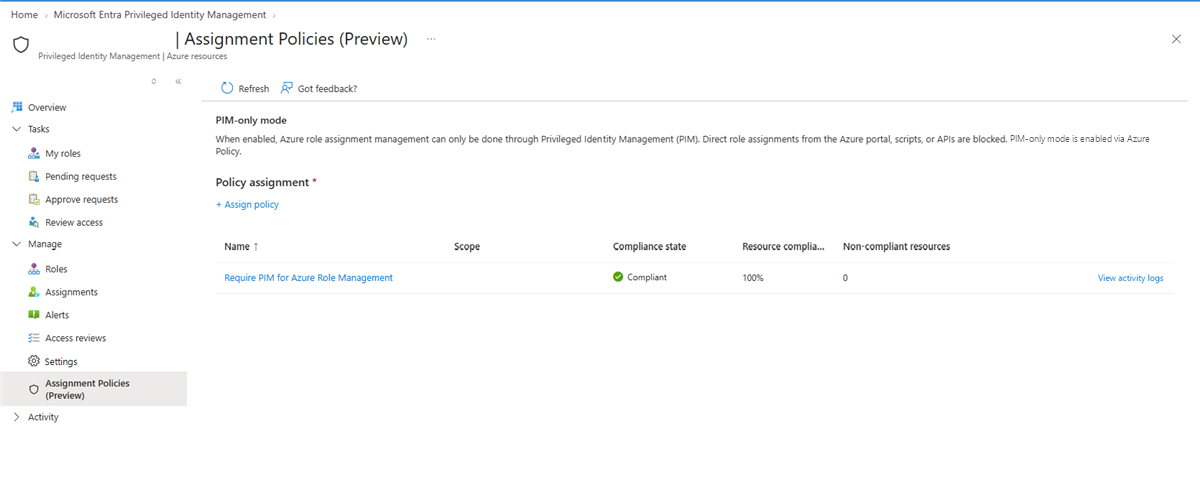 Home > Microsoft Entra Privileged Identity Management >
| Assignment Policies (Preview) ...
Privileged Identity Management | Azure resources
Refresh Got feedback?
Overview
Tasks
My roles
Pending requests
Approve requests
Review access
Manage
Roles
Assignments
Alerts
Access reviews
Settings
Assignment Policies
(Preview)
Activity
PIM-only mode
When enabled, Azure role assignment management can only be done through Privileged Identity Management (PIM). Direct role assignments from the Azure portal, scripts, or APIs are blocked. PIM-only mode is enabled via Azure
Policy.
Policy assignment *
+ Assign policy
Name ↑ Scope Compliance state Resource complia... Non-compliant resources
Require PIM for Azure Role Management Compliant 100% 0 View activity logs